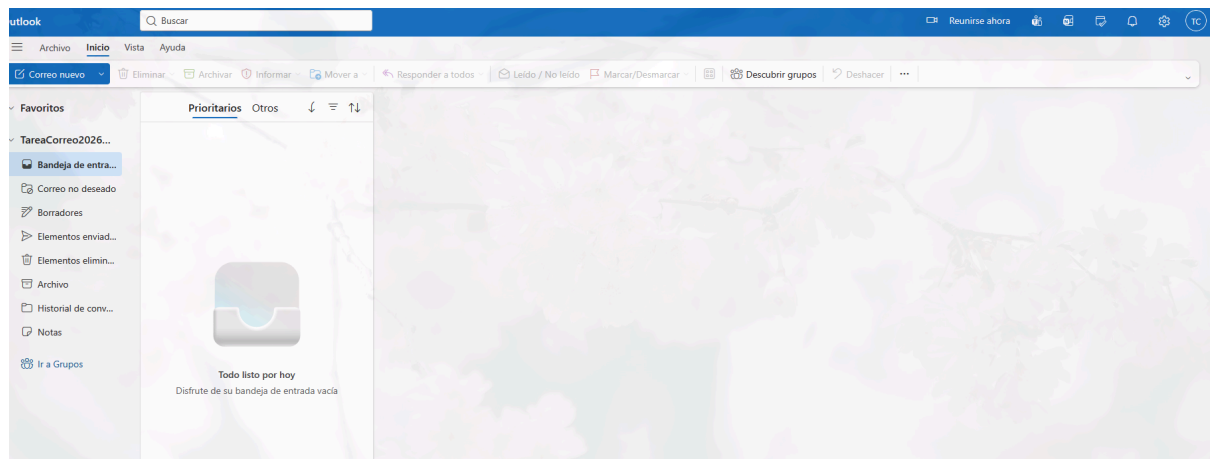 utlook Buscar Reunirse ahora TC
Archivo Inicio Vista Ayuda
Correo nuevo Eliminar Archivar Informar Mover a Responder a todos Leído / No leído Marcar/Desmarcar Descubrir grupos Deshacer ...
Favoritos
Prioritarios Otros
TareaCorreo2026...
Bandeja de entra...
Correo no deseado
Borradores
Elementos enviad...
Elementos elimin...
Archivo
Historial de conv...
Notas
Ir a Grupos
Todo listo por hoy
Disfrute de su bandeja de entrada vacía